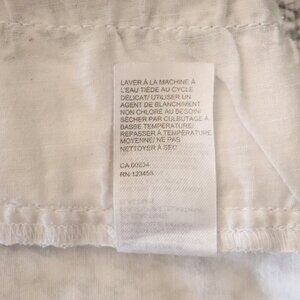 LAVER À LA MACHINE À
L'EAU TIÈDE AU CYCLE
DÉLICAT/ UTILISER UN
AGENT DE BLANCHIMENT
NON CHLORÉ AU BESOIN/
SÉCHER PAR CULBUTAGE À
BASSE TEMPÉRATURE/
REPASSER À TEMPÉRATURE
MOYENNE/ NE PAS
NETTOYER À SEC
CA 00234
RN 123455